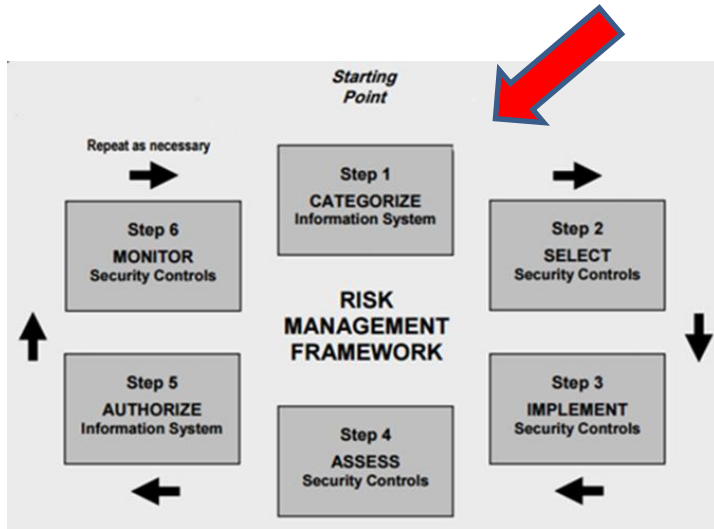 Starting
Point
Repeat as necessary
Step 1
CATEGORIZE
Information System
Step 2
SELECT
Security Controls
Step 3
IMPLEMENT
Security Controls
Step 4
ASSESS
Security Controls
Step 5
AUTHORIZE
Information System
Step 6
MONITOR
Security Controls
RISK
MANAGEMENT
FRAMEWORK